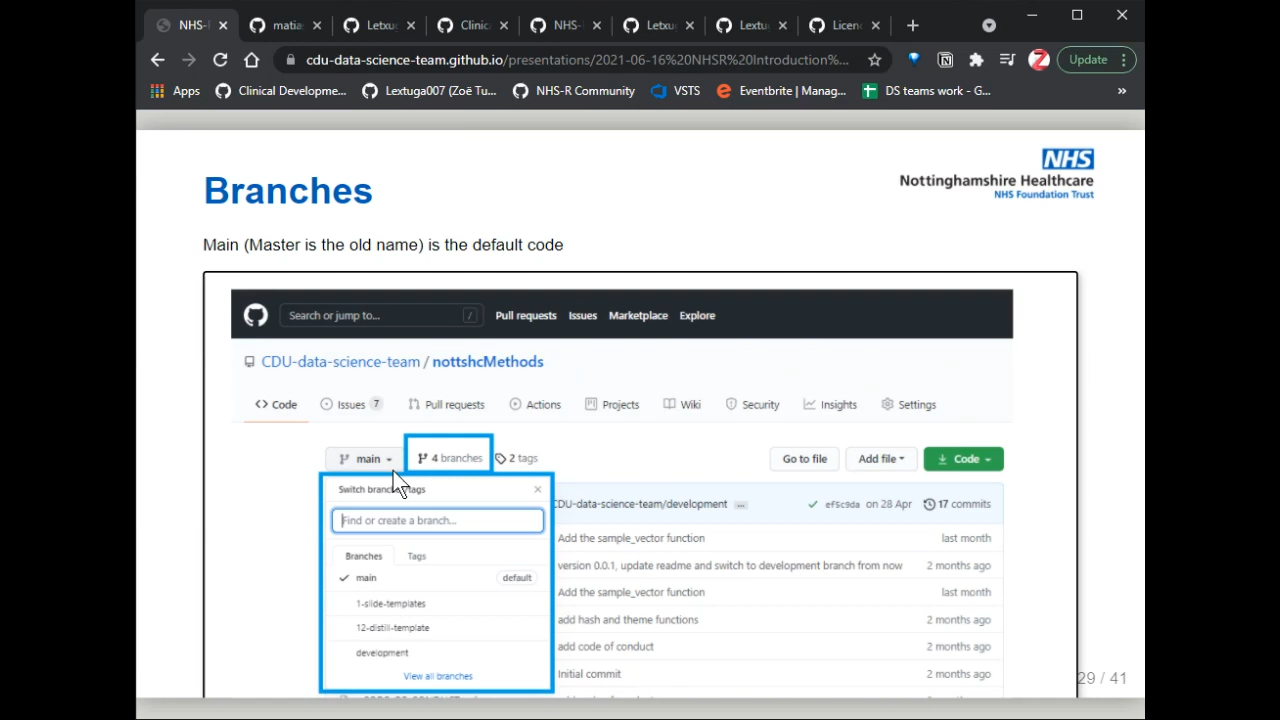 NHS- matia Letxu Clinic NHS- Letxu Lextu Licen
cdu-data-science-team.github.io/presentations/2021-06-16%20NHSR%20Introduction%... Update
Apps Clinical Developme... Lextuga007 (Zoë Tu... NHS-R Community VSTS Eventbrite | Manag... DS teams work - G... »
NHS
Nottinghamshire Healthcare
NHS Foundation Trust
Branches
Main (Master is the old name) is the default code
Search or jump to... / Pull requests Issues Marketplace Explore
CDU-data-science-team / nottshcMethods
<> Code Issues 7 Pull requests Actions Projects Wiki Security Insights Settings
main 4 branches 2 tags Go to file Add file Code
Switch tags
CDU-data-science-team/development ... ef5c9da on 28 Apr 17 commits
Find or create a branch...
Add the sample_vector function last month
Branches Tags
version 0.0.1, update readme and switch to development branch from now 2 months ago
main default
Add the sample_vector function last month
1-slide-templates
add hash and theme functions 2 months ago
12-distill-template
add code of conduct 2 months ago
development
Initial commit 2 months ago
View all branches
29 / 41